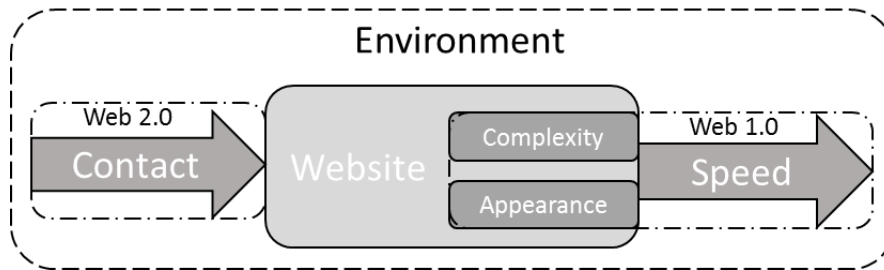 Environment
Web 2.0
Contact
Website
Complexity
Appearance
Web 1.0
Speed